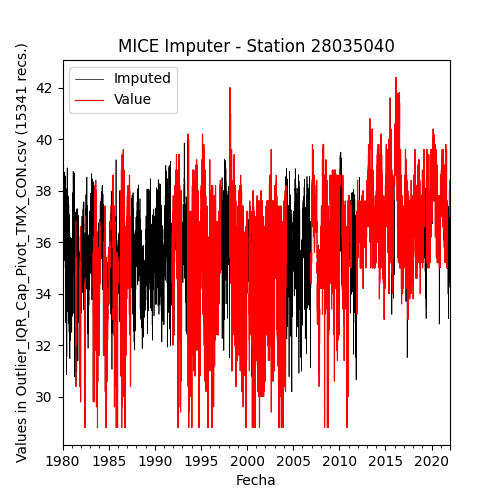 MICE Imputer - Station 28035040
Imputed
Value
Values in Outlier_IQR_Cap_Pivot_TMX_CON.csv (15341 recs.)
42
40
38
36
34
32
30
1980 1985 1990 1995 2000 2005 2010 2015 2020
Fecha